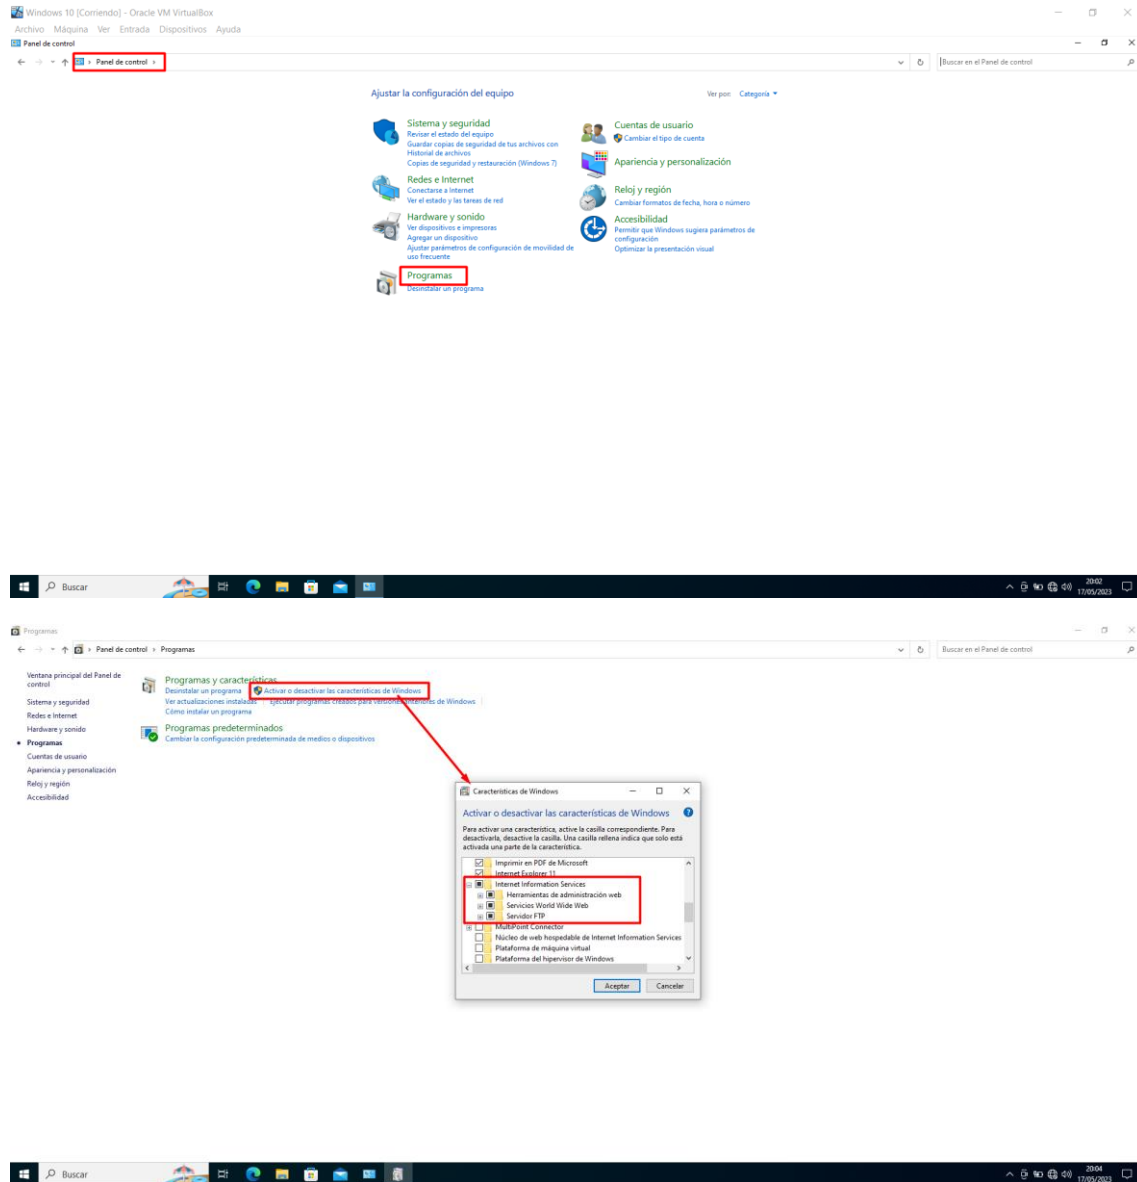 Windows 10 [Corriendo] - Oracle VM VirtualBox
Archivo Máquina Ver Entrada Dispositivos Ayuda
Panel de control
Panel de control
Buscar en el Panel de control
Ajustar la configuración del equipo
Ver por: Categoría
Sistema y seguridad
Revisar el estado del equipo
Guardar copias de seguridad de tus archivos con
Historial de archivos
Copias de seguridad y restauración (Windows 7)
Redes e Internet
Conectarse a Internet
Ver el estado y las tareas de red
Hardware y sonido
Ver dispositivos e impresoras
Agregar un dispositivo
Ajustar parámetros de configuración de movilidad de
uso frecuente
Programas
Desinstalar un programa
Cuentas de usuario
Cambiar el tipo de cuenta
Apariencia y personalización
Reloj y región
Cambiar formatos de fecha, hora o número
Accesibilidad
Permitir que Windows sugiera parámetros de
configuración
Optimizar la presentación visual
Buscar
20:02
17/05/2023
Programas
Panel de control > Programas
Buscar en el Panel de control
Ventana principal del Panel de
control
Sistema y seguridad
Redes e Internet
Hardware y sonido
Programas
Cuentas de usuario
Apariencia y personalización
Reloj y región
Accesibilidad
Programas y características
Desinstalar un programa Activar o desactivar las características de Windows
Ver actualizaciones instaladas Ejecutar programas creados para versiones anteriores de Windows
Cómo instalar un programa
Programas predeterminados
Cambiar la configuración predeterminada de medios o dispositivos
Características de Windows
Activar o desactivar las características de Windows
Para activar una característica, active la casilla correspondiente. Para
desactivarla, desactive la casilla. Una casilla rellena indica que solo está
activada una parte de la característica.
Imprimir en PDF de Microsoft
Internet Explorer 11
Internet Information Services
Herramientas de administración web
Servicios World Wide Web
Servidor FTP
MultiPoint Connector
Núcleo de web hospedable de Internet Information Services
Plataforma de máquina virtual
Plataforma del hipervisor de Windows
Aceptar Cancelar
Buscar
20:04
17/05/2023